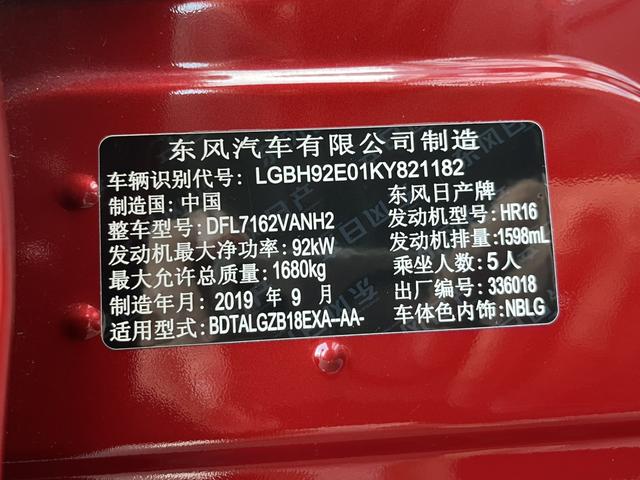 东风汽车有限公司制造
车辆识别代号: LGBH92E01KY821182
制造国: 中国 东风日产牌
整车型号: DFL7162VANH2 发动机型号: HR16
发动机最大净功率: 92kW 发动机排量: 1598mL
最大允许总质量: 1680kg 乘坐人数: 5人
制造年月: 2019 年 9 月 出厂编号: 336018
适用型式: BDTALGZB18EXA-AA- 车体色内饰: NBLG